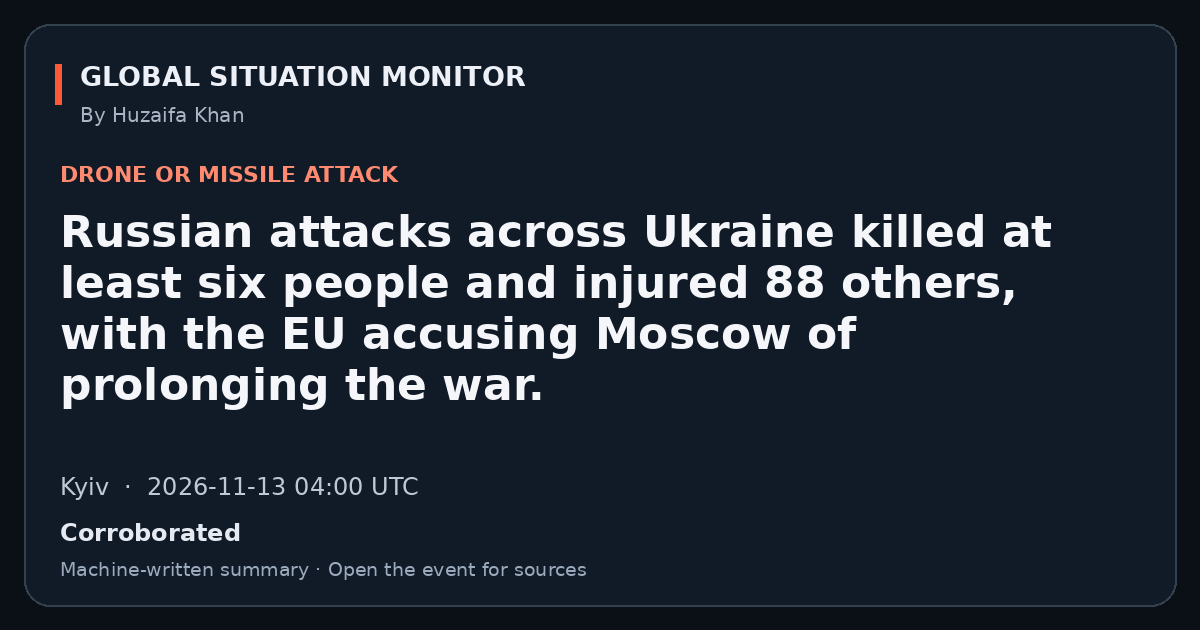 GLOBAL SITUATION MONITOR
By Huzaifa Khan
DRONE OR MISSILE ATTACK
Russian attacks across Ukraine killed at
least six people and injured 88 others,
with the EU accusing Moscow of
prolonging the war.
Kyiv · 2026-11-13 04:00 UTC
Corroborated
Machine-written summary · Open the event for sources